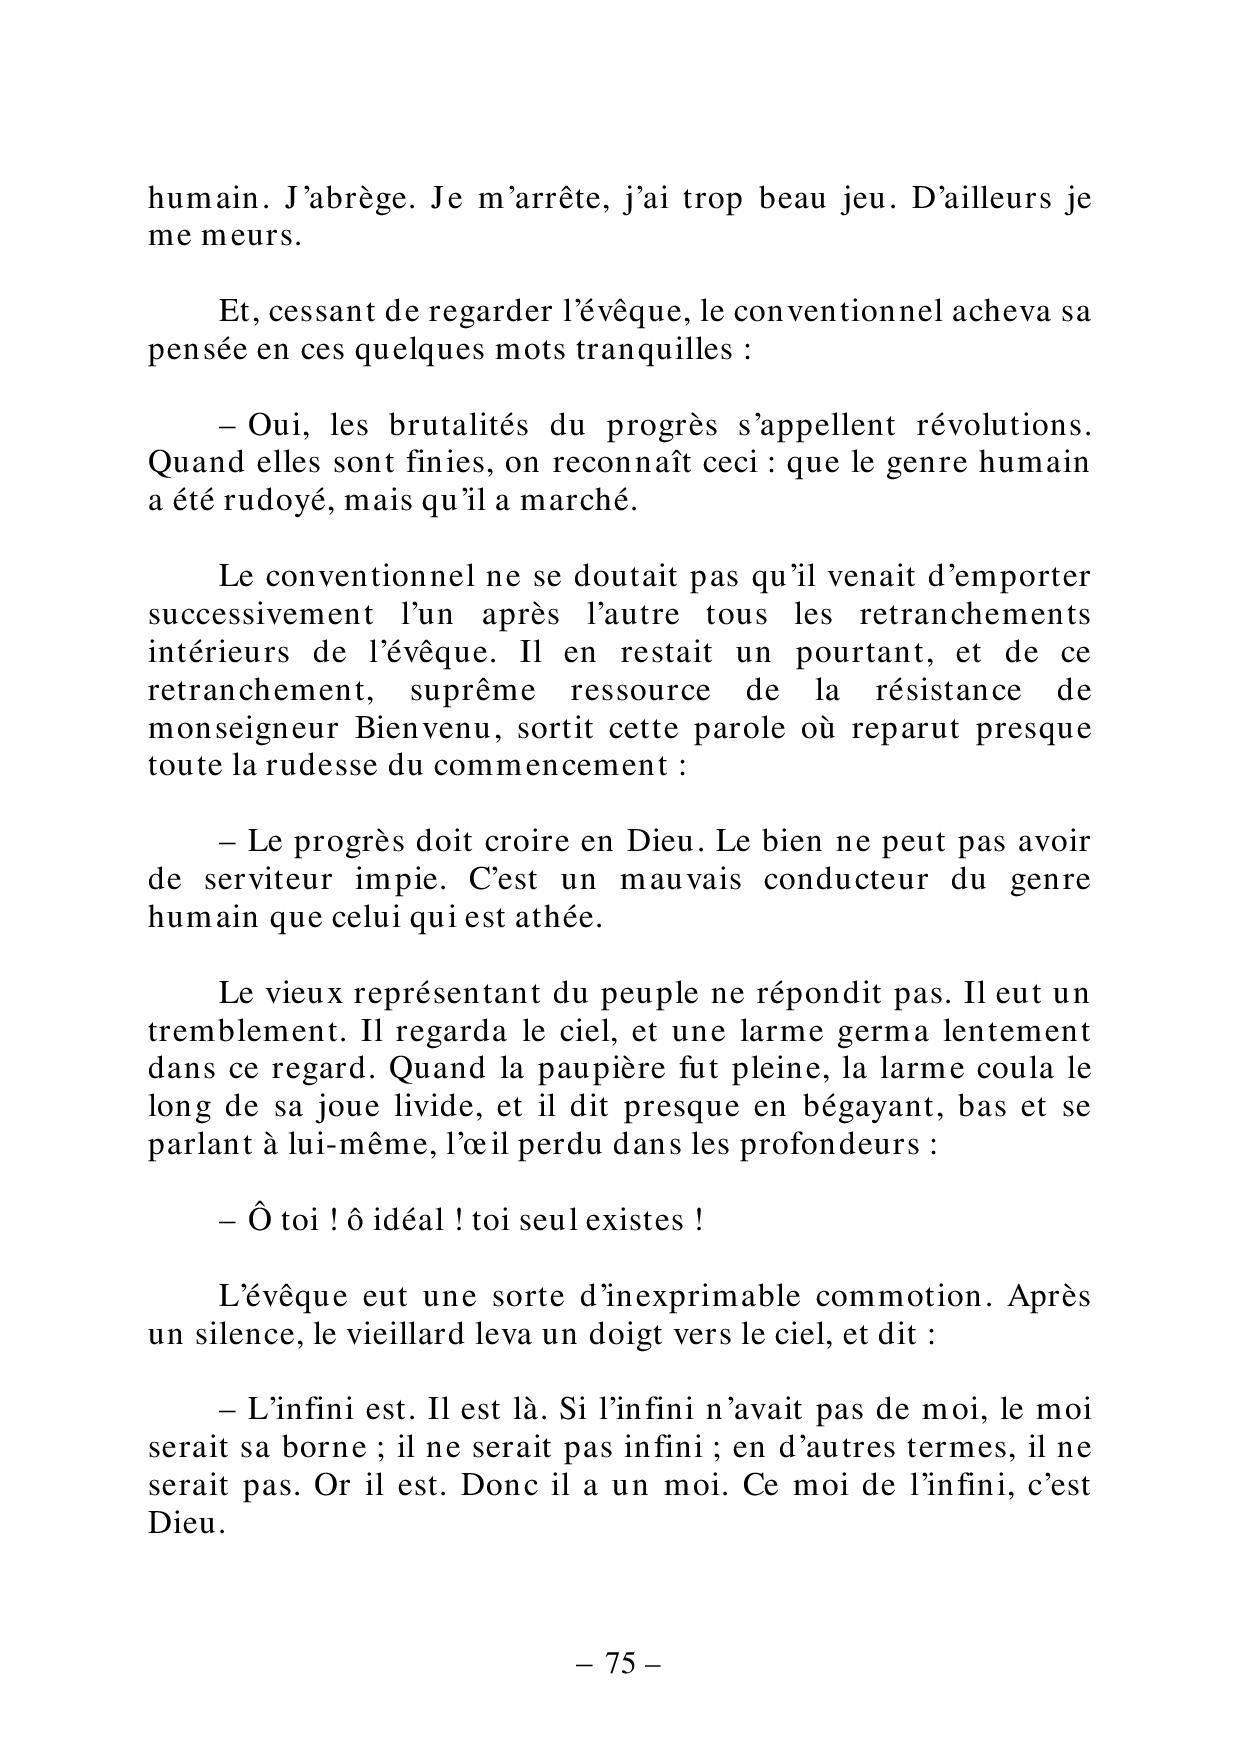 humain. J’abrège. Je m’arrête, j’ai trop beau jeu. D’ailleurs je
me meurs.
Et, cessant de regarder l’évêque, le conventionnel acheva sa
pensée en ces quelques mots tranquilles :
– Oui, les brutalités du progrès s’appellent révolutions.
Quand elles sont finies, on reconnaît ceci : que le genre humain
a été rudoyé, mais qu’il a marché.
Le conventionnel ne se doutait pas qu’il venait d’emporter
successivement l’un après l’autre tous les retranchements
intérieurs de l’évêque. Il en restait un pourtant, et de ce
retranchement, suprême ressource de la résistance de
monseigneur Bienvenu, sortit cette parole où reparut presque
toute la rudesse du commencement :
– Le progrès doit croire en Dieu. Le bien ne peut pas avoir
de serviteur impie. C’est un mauvais conducteur du genre
humain que celui qui est athée.
Le vieux représentant du peuple ne répondit pas. Il eut un
tremblement. Il regarda le ciel, et une larme germa lentement
dans ce regard. Quand la paupière fut pleine, la larme coula le
long de sa joue livide, et il dit presque en bégayant, bas et se
parlant à lui-même, l’œil perdu dans les profondeurs :
– Ô toi ! ô idéal ! toi seul existes !
L’évêque eut une sorte d’inexprimable commotion. Après
un silence, le vieillard leva un doigt vers le ciel, et dit :
– L’infini est. Il est là. Si l’infini n’avait pas de moi, le moi
serait sa borne ; il ne serait pas infini ; en d’autres termes, il ne
serait pas. Or il est. Donc il a un moi. Ce moi de l’infini, c’est
Dieu.
– 75 –